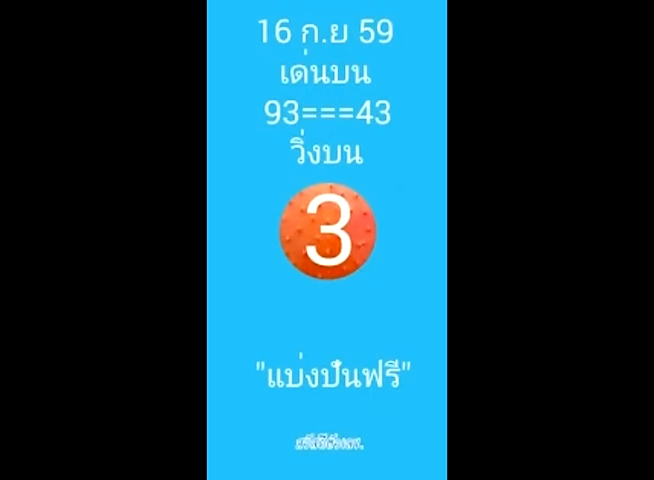 16 ก.ย 59
เด่นบน
93===43
วิ่งบน
3
"แบ่งปันฟรี"